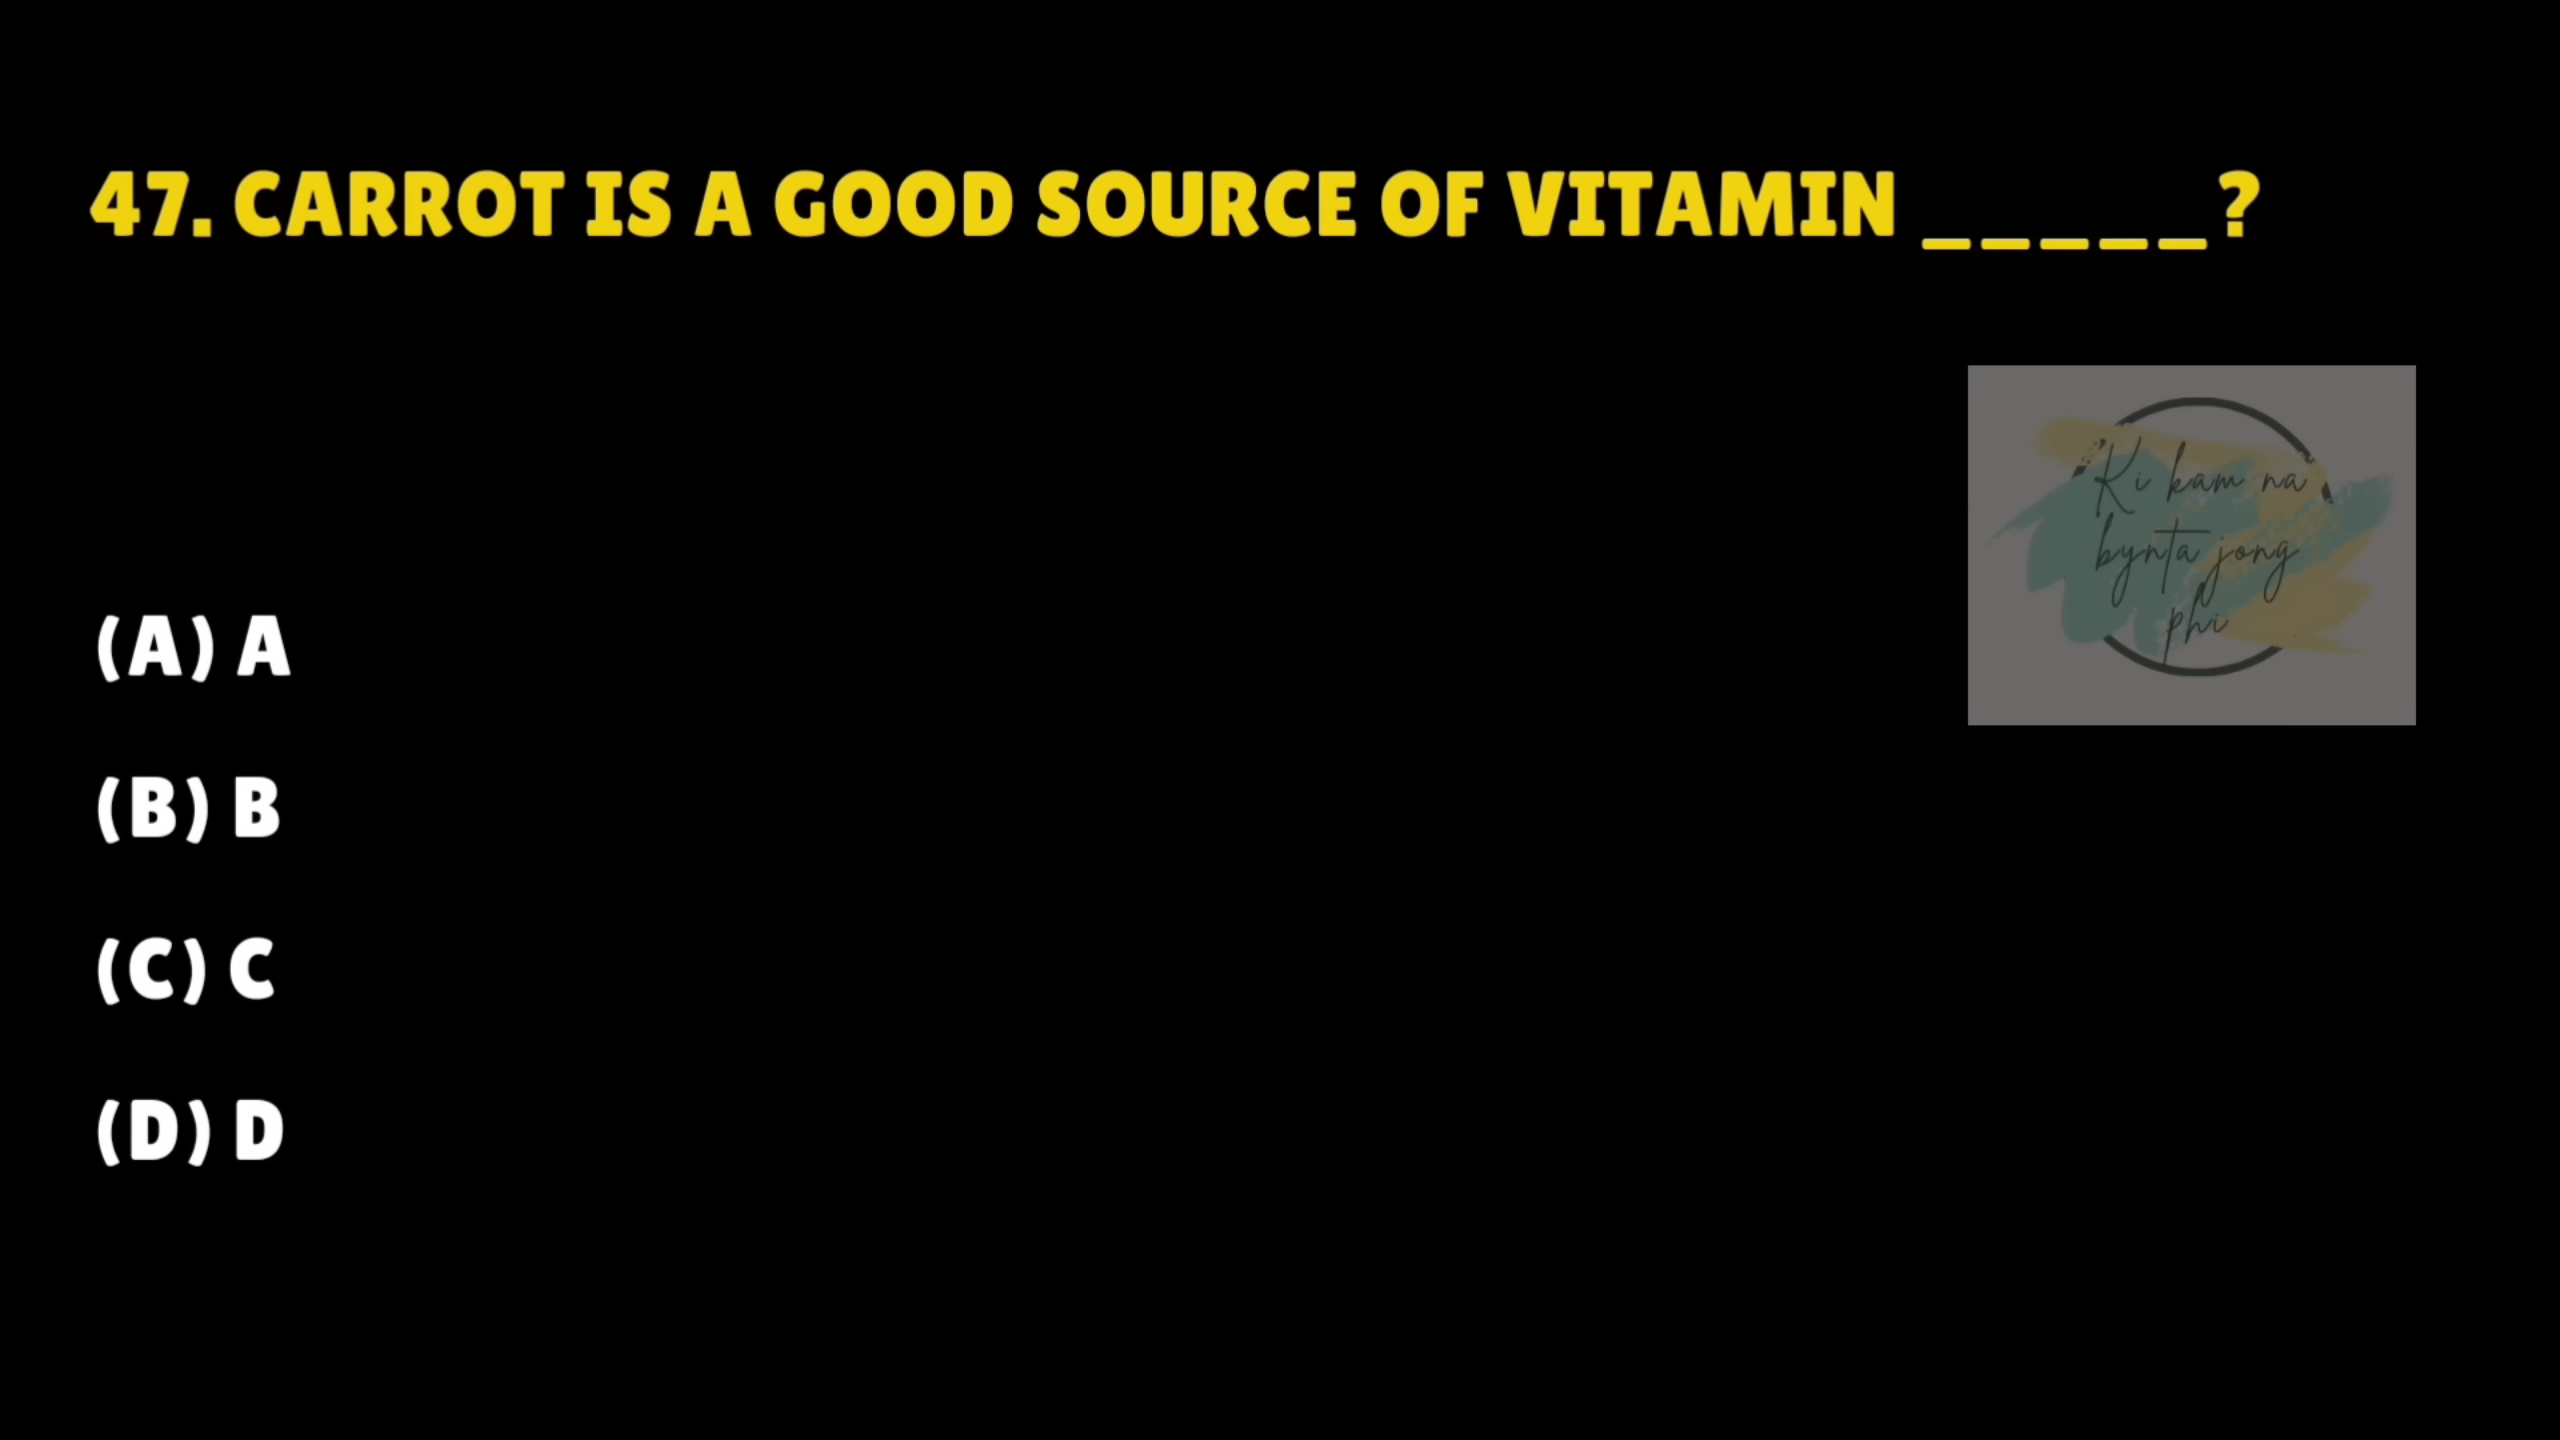 47. CARROT IS A GOOD SOURCE OF VITAMIN _____?
Ki kam na
bynta jong
phi
(A) A
(B) B
(C) C
(D) D